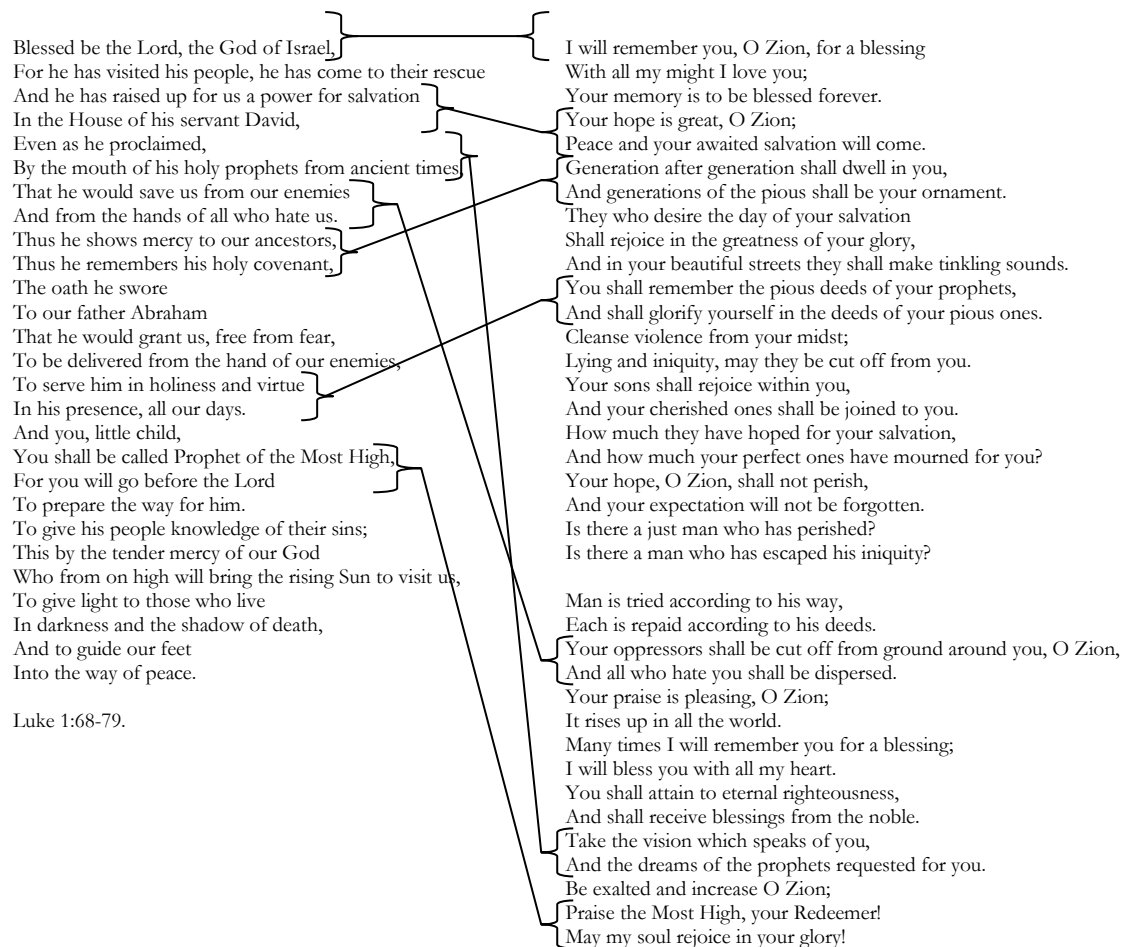 Blessed be the Lord, the God of Israel,
For he has visited his people, he has come to their rescue
And he has raised up for us a power for salvation
In the House of his servant David,
Even as he proclaimed,
By the mouth of his holy prophets from ancient times,
That he would save us from our enemies
And from the hands of all who hate us.
Thus he shows mercy to our ancestors,
Thus he remembers his holy covenant,
The oath he swore
To our father Abraham
That he would grant us, free from fear,
To be delivered from the hand of our enemies,
To serve him in holiness and virtue
In his presence, all our days.
And you, little child,
You shall be called Prophet of the Most High,
For you will go before the Lord
To prepare the way for him.
To give his people knowledge of their sins;
This by the tender mercy of our God
Who from on high will bring the rising Sun to visit us,
To give light to those who live
In darkness and the shadow of death,
And to guide our feet
Into the way of peace.
Luke 1:68-79.
I will remember you, O Zion, for a blessing
With all my might I love you;
Your memory is to be blessed forever.
Your hope is great, O Zion;
Peace and your awaited salvation will come.
Generation after generation shall dwell in you,
And generations of the pious shall be your ornament.
They who desire the day of your salvation
Shall rejoice in the greatness of your glory,
And in your beautiful streets they shall make tinkling sounds.
You shall remember the pious deeds of your prophets,
And shall glorify yourself in the deeds of your pious ones.
Cleanse violence from your midst;
Lying and iniquity, may they be cut off from you.
Your sons shall rejoice within you,
And your cherished ones shall be joined to you.
How much they have hoped for your salvation,
And how much your perfect ones have mourned for you?
Your hope, O Zion, shall not perish,
And your expectation will not be forgotten.
Is there a just man who has perished?
Is there a man who has escaped his iniquity?
Man is tried according to his way,
Each is repaid according to his deeds.
Your oppressors shall be cut off from ground around you, O Zion,
And all who hate you shall be dispersed.
Your praise is pleasing, O Zion;
It rises up in all the world.
Many times I will remember you for a blessing;
I will bless you with all my heart.
You shall attain to eternal righteousness,
And shall receive blessings from the noble.
Take the vision which speaks of you,
And the dreams of the prophets requested for you.
Be exalted and increase O Zion;
Praise the Most High, your Redeemer!
May my soul rejoice in your glory!